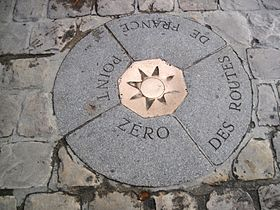 POINT ZERO
DES ROUTES
DE FRANCE